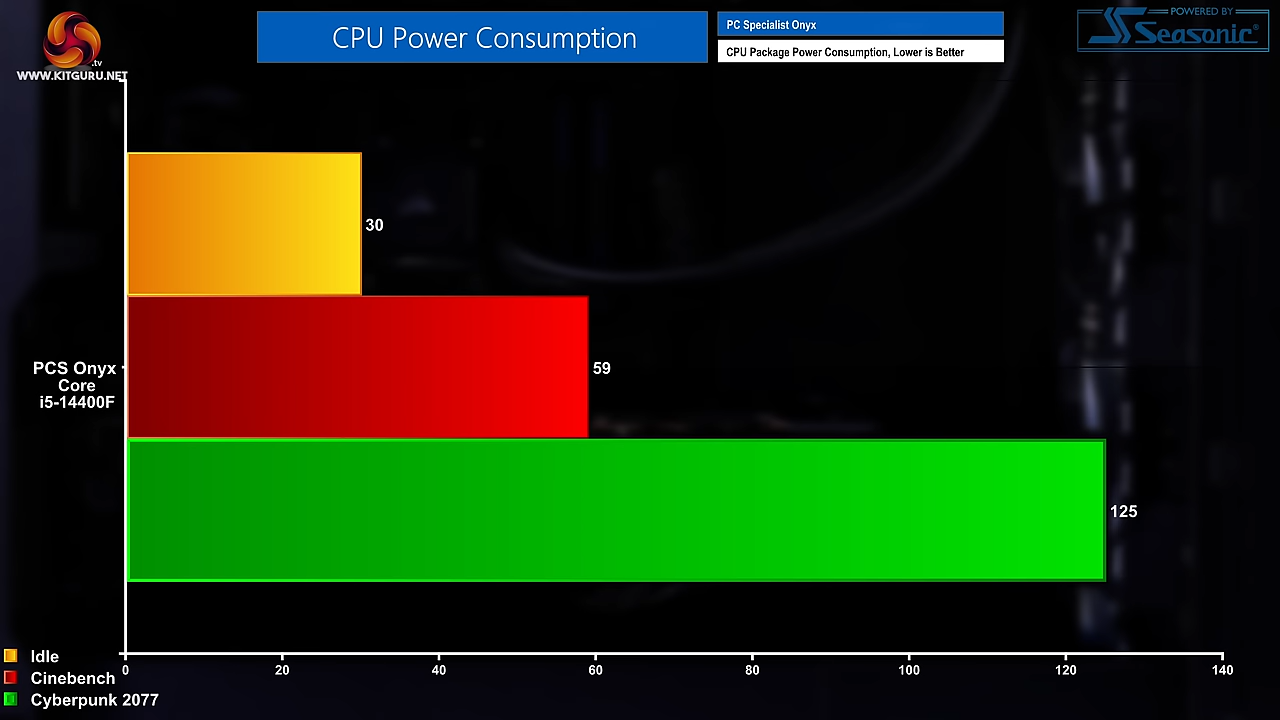 CPU Power Consumption
PC Specialist Onyx
CPU Package Power Consumption, Lower is Better
POWERED BY
Seasonic®
.tv
WWW.KITGURU.NET
30
59
125
PCS Onyx
Core
i5-14400F
0 20 40 60 80 100 120 140
Idle
Cinebench
Cyberpunk 2077